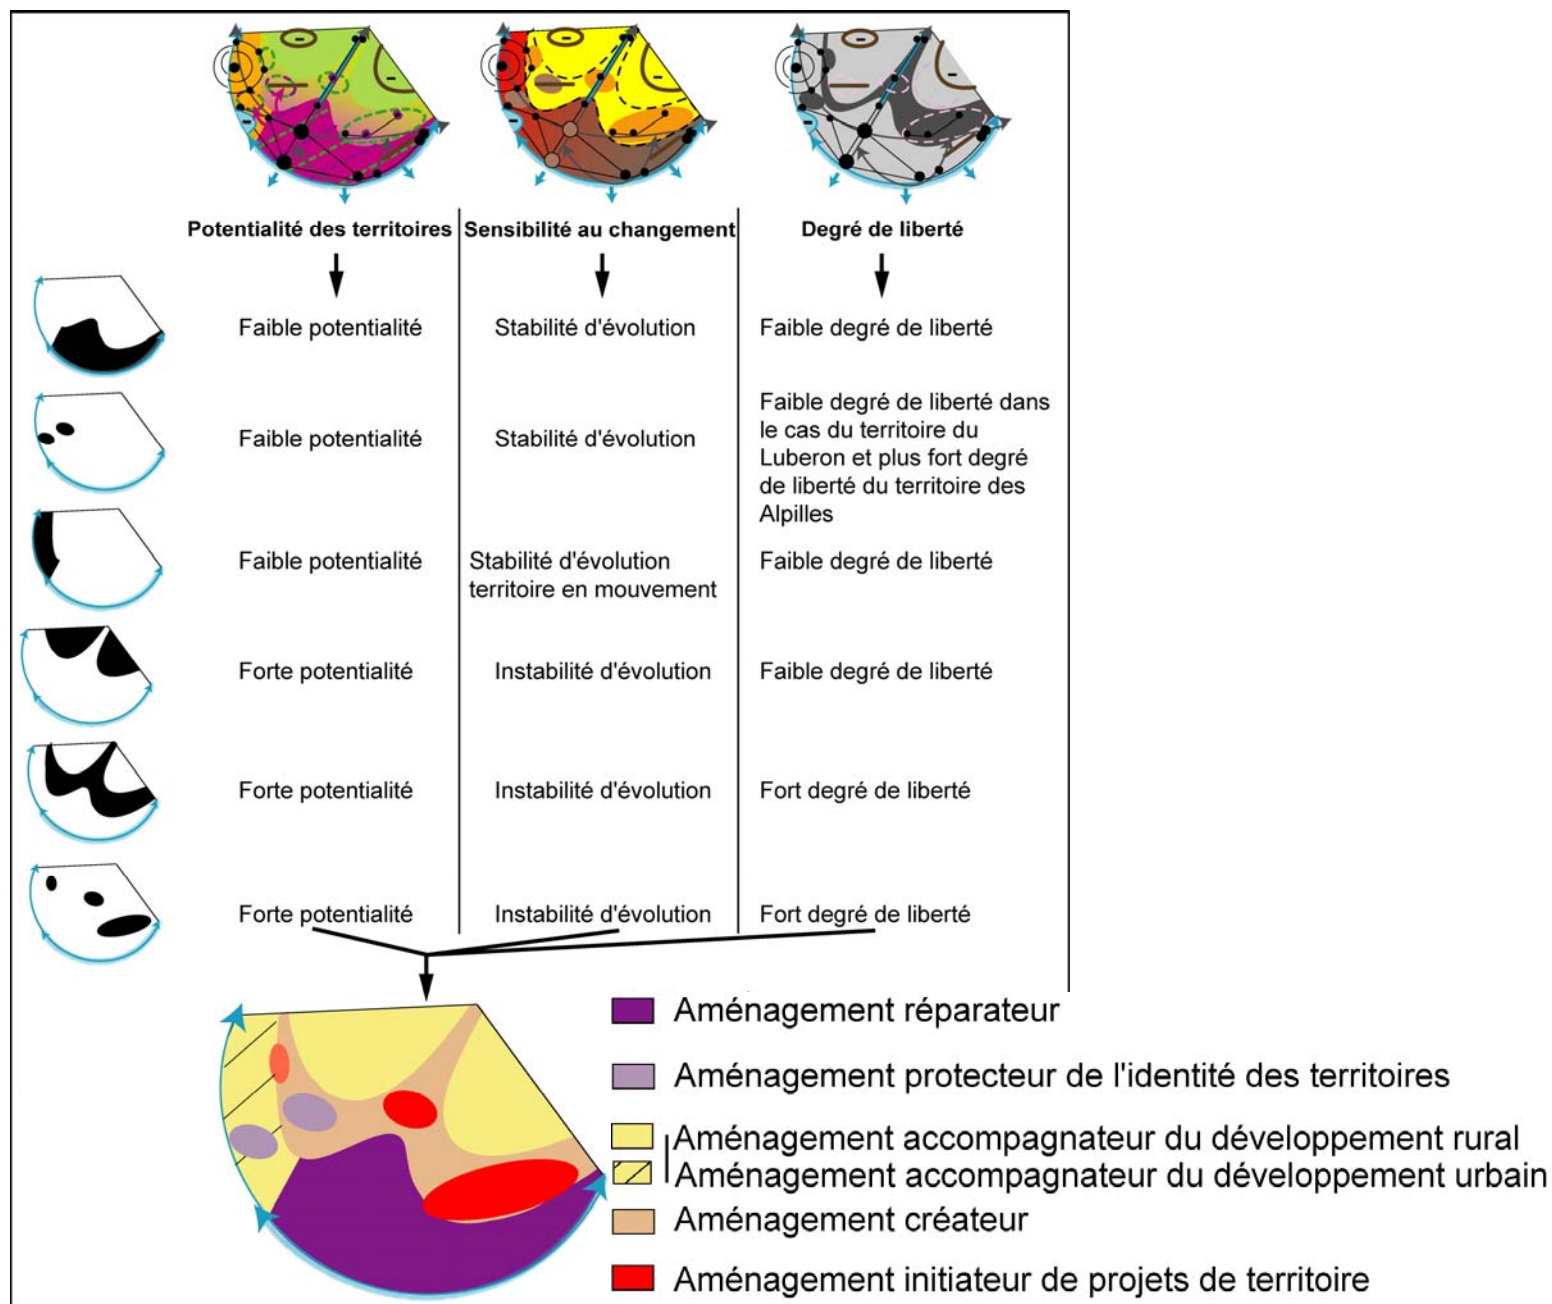 Potentialité des territoires
Sensibilité au changement
Degré de liberté
Faible potentialité
Stabilité d'évolution
Faible degré de liberté
Faible potentialité
Stabilité d'évolution
Faible degré de liberté dans
le cas du territoire du
Luberon et plus fort degré
de liberté du territoire des
Alpilles
Faible potentialité
Stabilité d'évolution
territoire en mouvement
Faible degré de liberté
Forte potentialité
Instabilité d'évolution
Faible degré de liberté
Forte potentialité
Instabilité d'évolution
Fort degré de liberté
Forte potentialité
Instabilité d'évolution
Fort degré de liberté
Aménagement réparateur
Aménagement protecteur de l'identité des territoires
Aménagement accompagnateur du développement rural
Aménagement accompagnateur du développement urbain
Aménagement créateur
Aménagement initiateur de projets de territoire